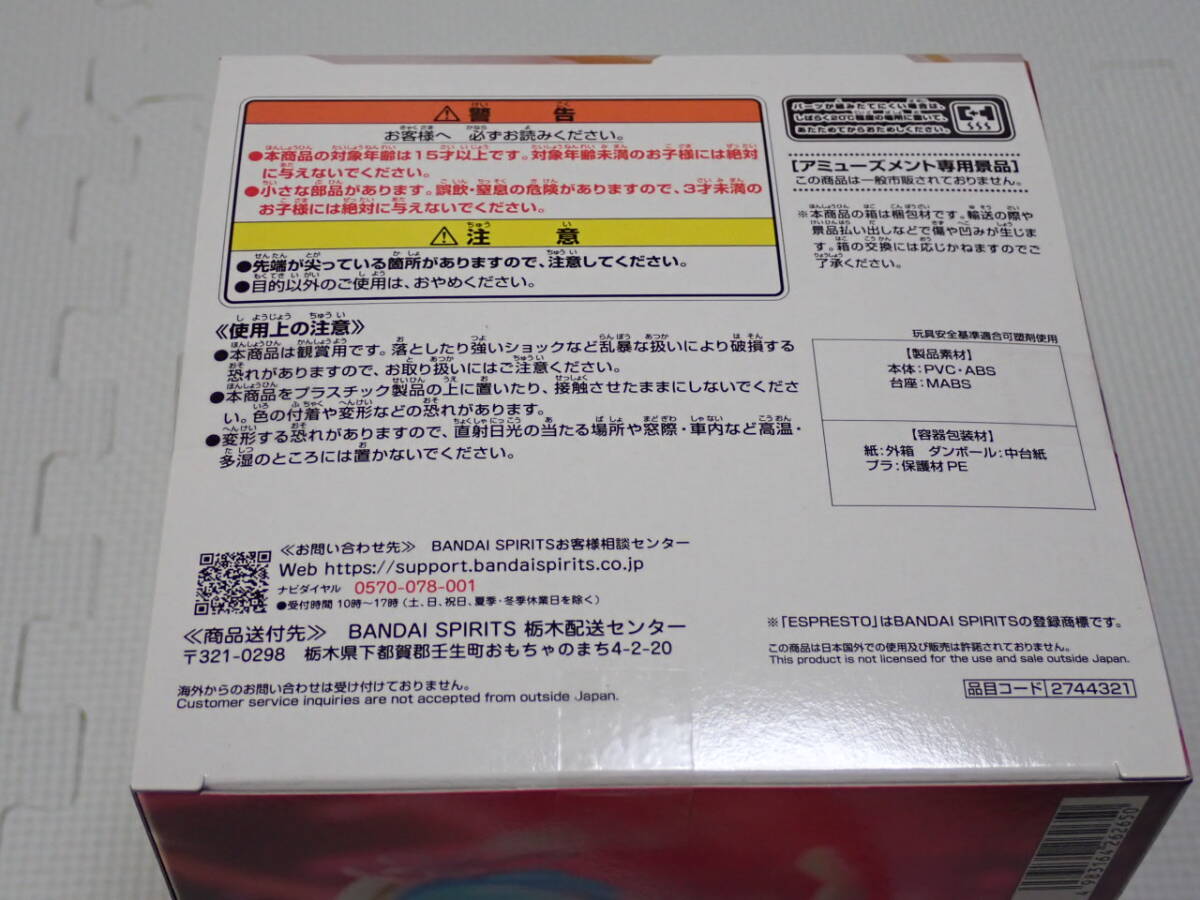 ⚠警告
お客様へ 必ずお読みください。
●本商品の対象年齢は15才以上です。対象年齢未満のお子様には絶対
に与えないでください。
●小さな部品があります。誤飲・窒息の危険がありますので、3才未満の
お子様には絶対に与えないでください。
⚠注意
●先端が尖っている箇所がありますので、注意してください。
●目的以外のご使用は、おやめください。
《使用上の注意》
●本商品は観賞用です。落としたり強いショックなど乱暴な扱いにより破損する
恐れがありますので、お取り扱いにはご注意ください。
●本商品をプラスチック製品の上に置いたり、接触させたままにしないでくださ
い。色の付着や変形などの恐れがあります。
●変形する恐れがありますので、直射日光の当たる場所や窓際・車内など高温・
多湿のところには置かないでください。
パーツが組みたてにくい場合は、
しばらく20℃程度の場所に置いて、
あたためてからおためしください。
【アミューズメント専用景品】
この商品は一般市販されておりません。
※本商品の箱は梱包材です。輸送の際や
景品払い出しなどで傷や凹みが生じま
す。箱の交換には応じかねますのでご
了承ください。
玩具安全基準適合可塑剤使用
【製品素材】
本体:PVC・ABS
台座:MABS
【容器包装材】
紙:外箱 ダンボール:中台紙
プラ:保護材PE
≪お問い合わせ先≫ BANDAI SPIRITSお客様相談センター
Web https://support.bandaispirits.co.jp
ナビダイヤル 0570-078-001
●受付時間 10時～17時(土、日、祝日、夏季・冬季休業日を除く)
≪商品送付先≫ BANDAI SPIRITS 栃木配送センター
〒321-0298 栃木県下都賀郡壬生町おもちゃのまち4-2-20
海外からのお問い合わせは受け付けておりません。
Customer service inquiries are not accepted from outside Japan.
※「ESPRESTO」はBANDAI SPIRITSの登録商標です。
この商品は日本国外での使用及び販売は許諾されておりません。
This product is not licensed for the use and sale outside Japan.
品目コード 2744321
4983164262650